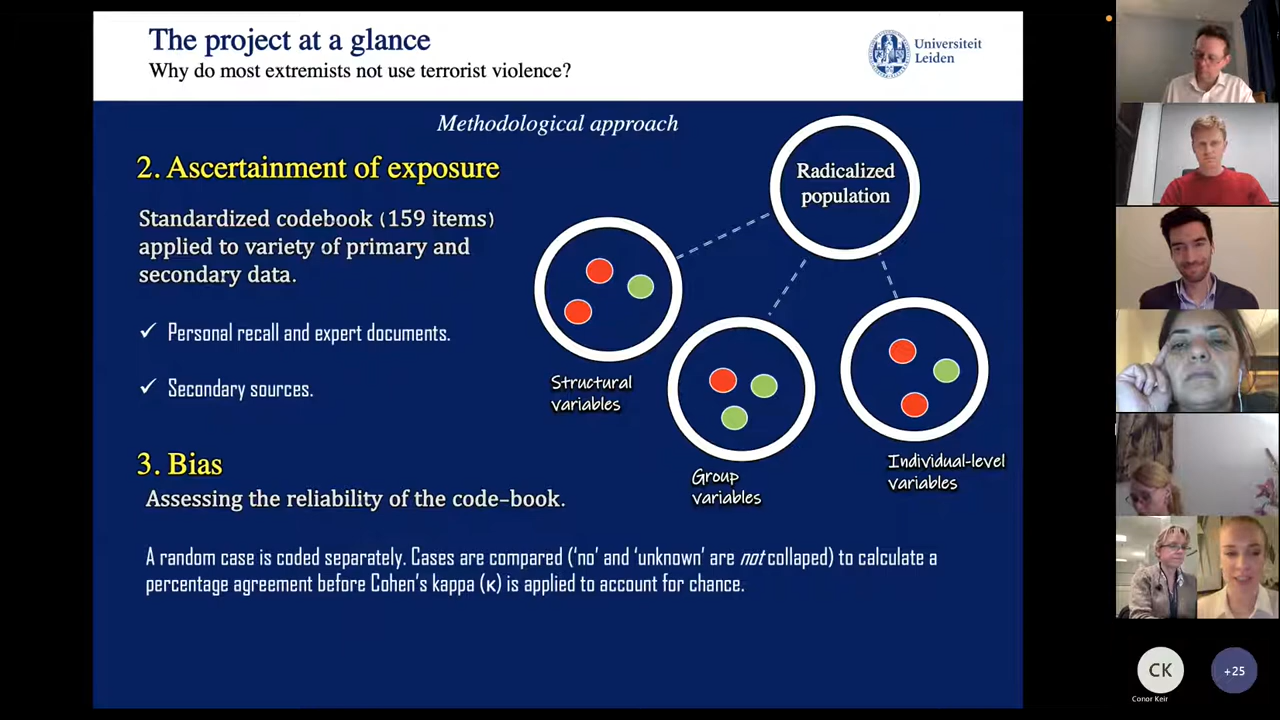 The project at a glance
Why do most extremists not use terrorist violence?
Universiteit
Leiden
Methodological approach
2. Ascertainment of exposure
Standardized codebook (159 items)
applied to variety of primary and
secondary data.
✓ Personal recall and expert documents.
✓ Secondary sources.
Radicalized
population
Structural
variables
Group
variables
Individual-level
variables
3. Bias
Assessing the reliability of the code-book.
A random case is coded separately. Cases are compared ('no' and 'unknown' are not collaped) to calculate a
percentage agreement before Cohen's kappa (κ) is applied to account for chance.
CK
Conor Keir
+25